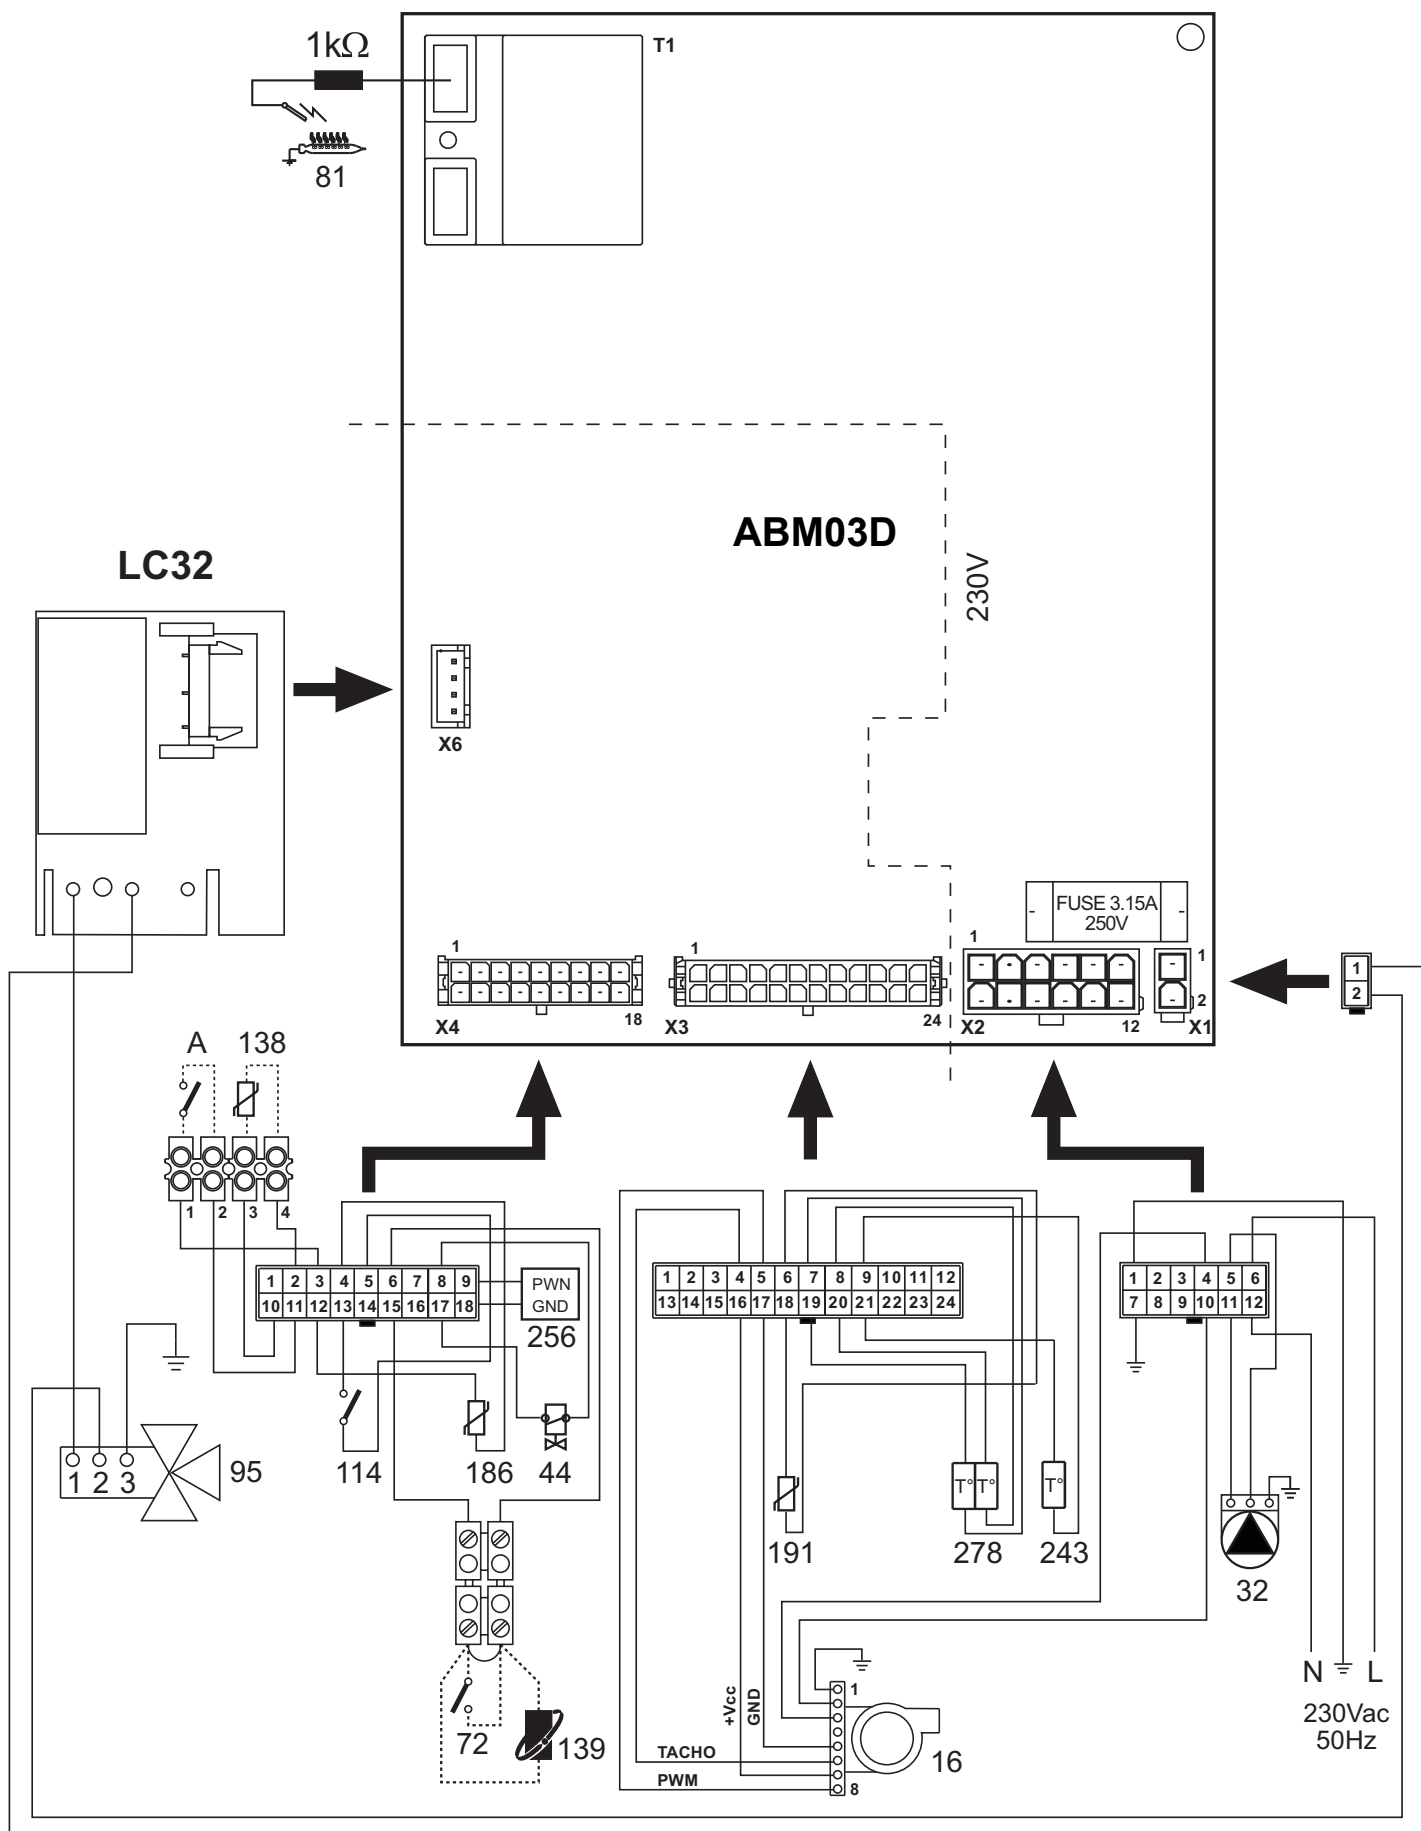 1kΩ
T1
81
ABM03D
230V
LC32
X6
FUSE 3.15A
250V
1
1
1
1
2
1
2
X4
18
X3
24
X2
12
X1
A
138
1
2
3
4
1 2 3 4 5 6 7 8 9
10 11 12 13 14 15 16 17 18
PWN
GND
256
1 2 3 4 5 6 7 8 9 10 11 12
13 14 15 16 17 18 19 20 21 22 23 24
1 2 3 4 5 6
7 8 9 10 11 12
1 2 3
95
114
186
44
191
278
T°
T°
243
T°
32
N
L
230Vac
50Hz
72
139
+Vcc
GND
TACHO
PWM
1
8
16